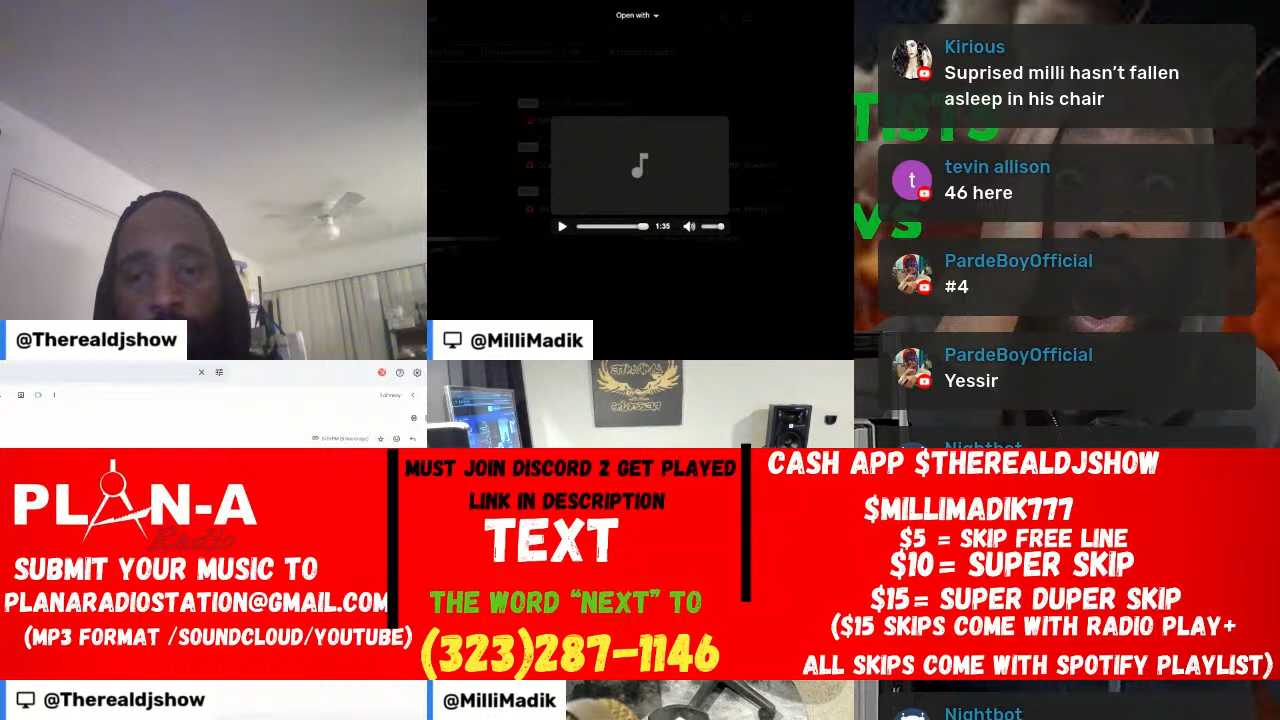 Open with
1:35
@Therealdjshow
@MilliMadik
TISTS
VS
Kirious
Suprised milli hasn’t fallen
asleep in his chair
t
tevin allison
46 here
PardeBoyOfficial
#4
PardeBoyOfficial
Yessir
Nightbot
PLAN-A
Radio
SUBMIT YOUR MUSIC TO
PLANARADIOSTATION@GMAIL.COM
(MP3 FORMAT /SOUNDCLOUD/YOUTUBE)
MUST JOIN DISCORD 2 GET PLAYED
LINK IN DESCRIPTION
TEXT
THE WORD “NEXT” TO
(323)287-1146
CASH APP $THEREALDJSHOW
$MILLIMADIK777
$5 = SKIP FREE LINE
$10 = SUPER SKIP
$15= SUPER DUPER SKIP
($15 SKIPS COME WITH RADIO PLAY+
ALL SKIPS COME WITH SPOTIFY PLAYLIST)
@Therealdjshow
@MilliMadik
Nightbot